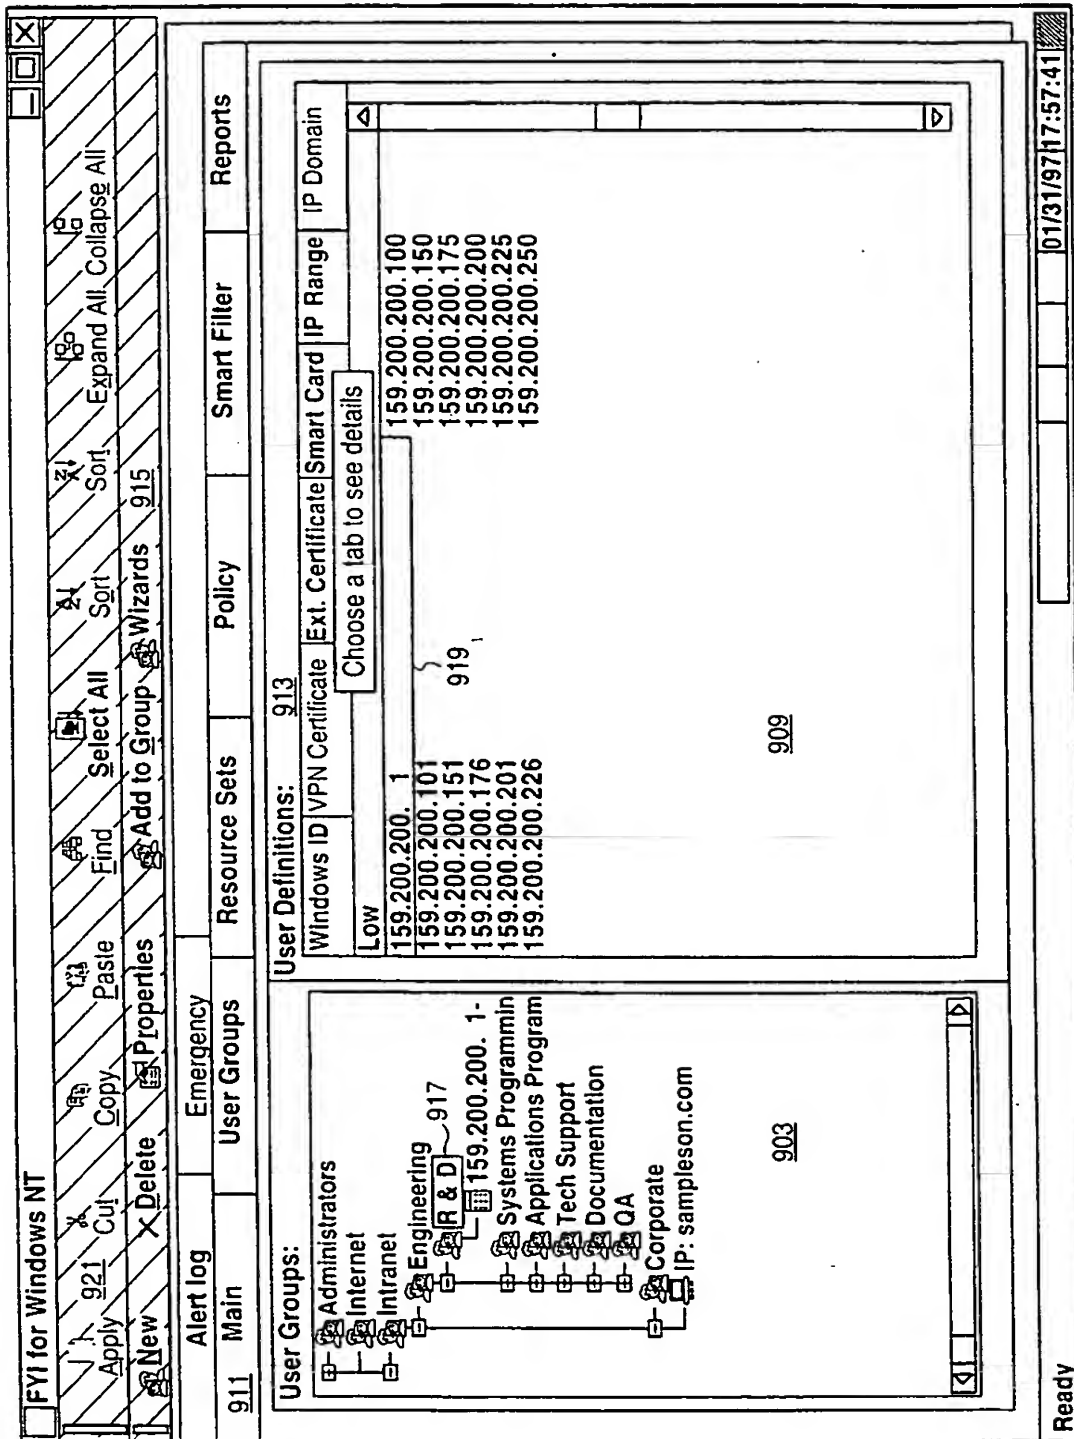 FYI for Windows NT
Apply 921 Cut Copy Paste Find Select All Sort Sort Expand All Collapse All
New X Delete Properties Add to Group Wizards 915
Alert log Emergency
911 Main User Groups Resource Sets Policy Smart Filter Reports
User Groups:
Administrators
Internet
Intranet
Engineering
R & D 917
159.200.200. 1-
Systems Programmin
Applications Program
Tech Support
Documentation
QA
Corporate
IP: sampleson.com
903
User Definitions: 913
Windows ID VPN Certificate Ext. Certificate Smart Card IP Range IP Domain
Choose a tab to see details
Low
159.200.200. 1 159.200.200.100
159.200.200.101 159.200.200.150
159.200.200.151 159.200.200.175
159.200.200.176 159.200.200.200
159.200.200.201 159.200.200.225
159.200.200.226 159.200.200.250
919
909
Ready 01/31/97 17:57:41